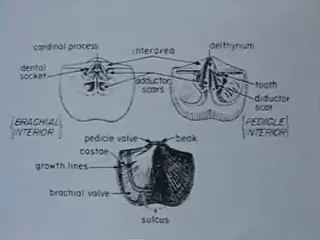 cardinal process
interarea
delthyrium
dental
socket
adductor
scars
tooth
diductor
scar
BRACHIAL
INTERIOR
PEDICLE
INTERIOR
pedicle valve
beak
costae
growth lines
brachial valve
sulcus